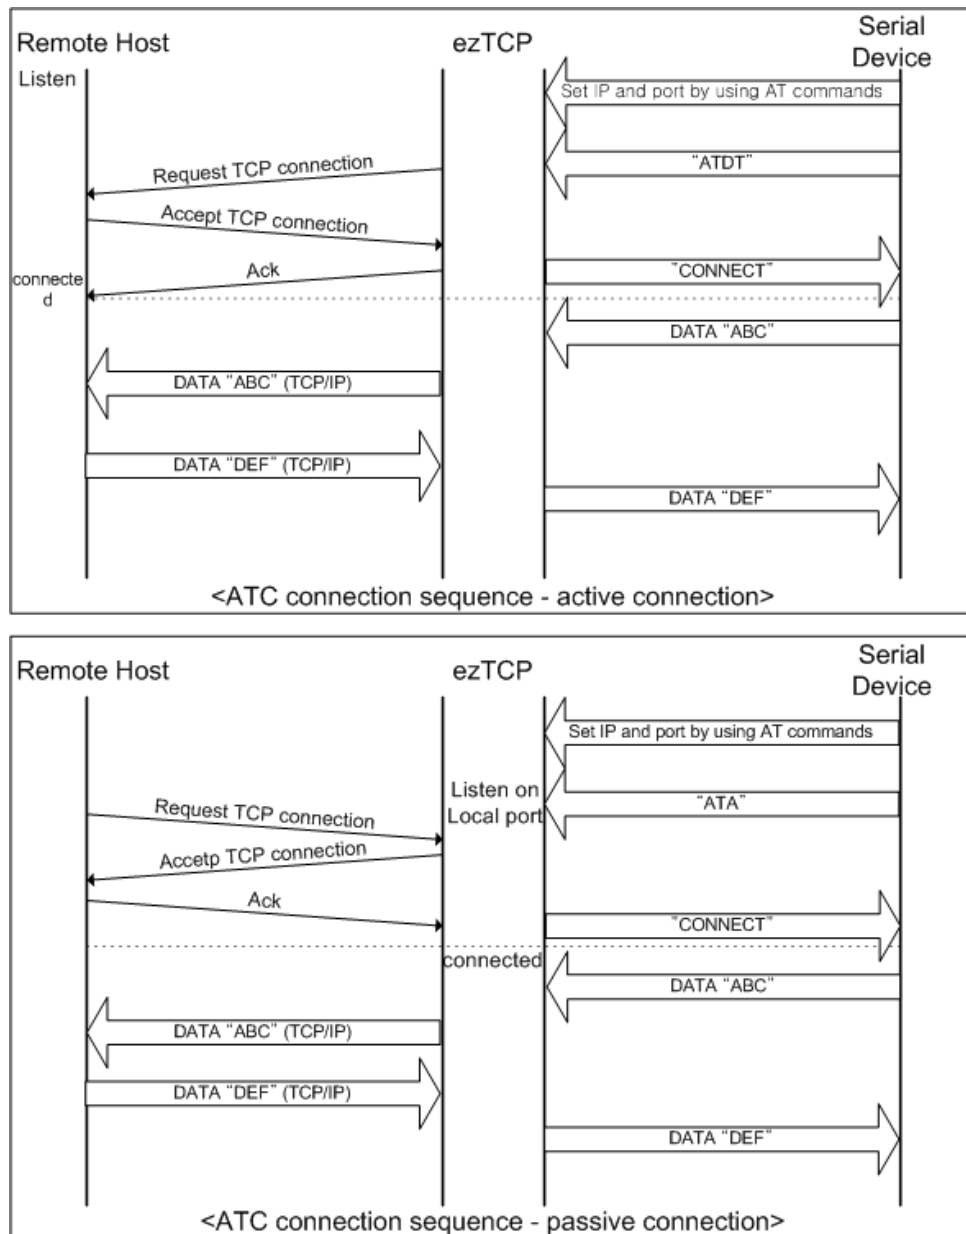 Remote Host
ezTCP
Serial
Device
Listen
Set IP and port by using AT commands
"ATDT"
Request TCP connection
Accept TCP connection
Ack
"CONNECT"
connecte
d
DATA "ABC"
DATA "ABC" (TCP/IP)
DATA "DEF" (TCP/IP)
DATA "DEF"
<ATC connection sequence - active connection>
Remote Host
ezTCP
Serial
Device
Set IP and port by using AT commands
Listen on
Local port
"ATA"
Request TCP connection
Accetp TCP connection
Ack
"CONNECT"
connected
DATA "ABC"
DATA "ABC" (TCP/IP)
DATA "DEF" (TCP/IP)
DATA "DEF"
<ATC connection sequence - passive connection>